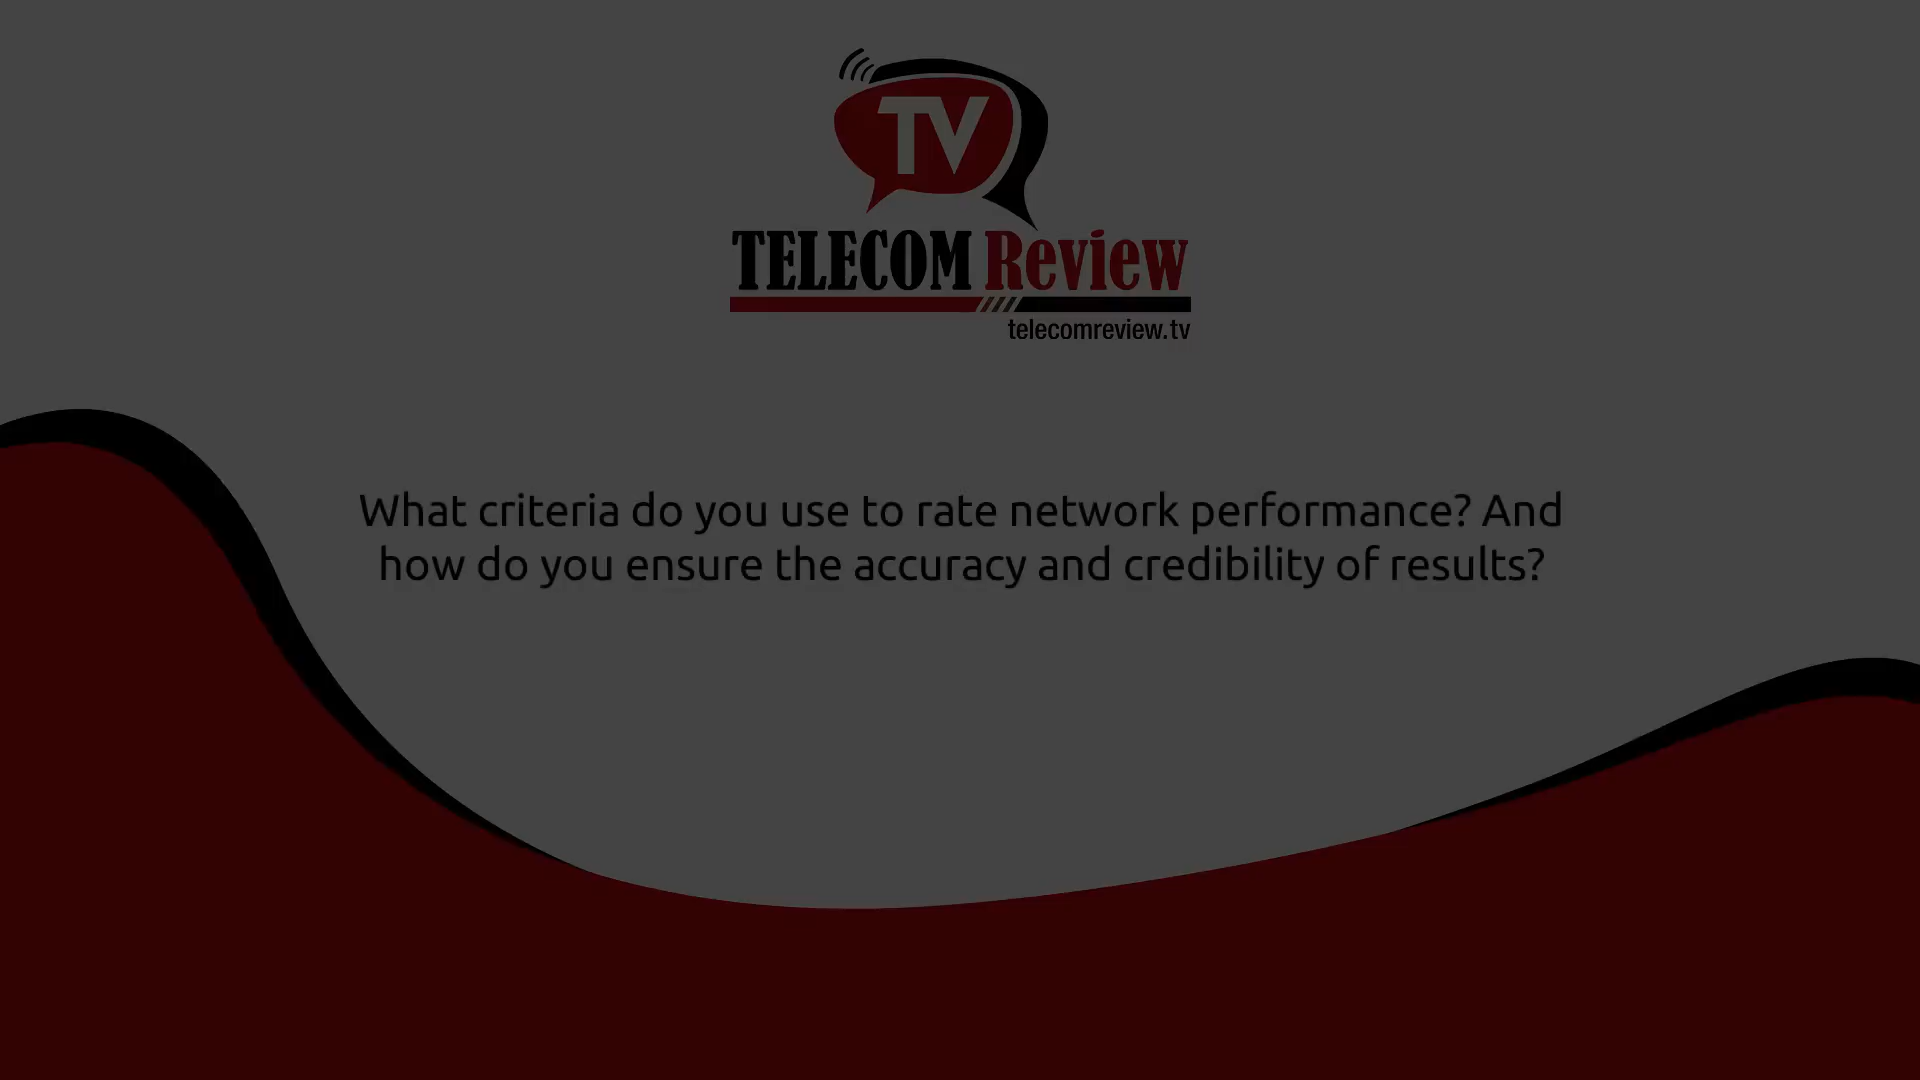 TV
TELECOM Review
telecomreview.tv
What criteria do you use to rate network performance? And
how do you ensure the accuracy and credibility of results?